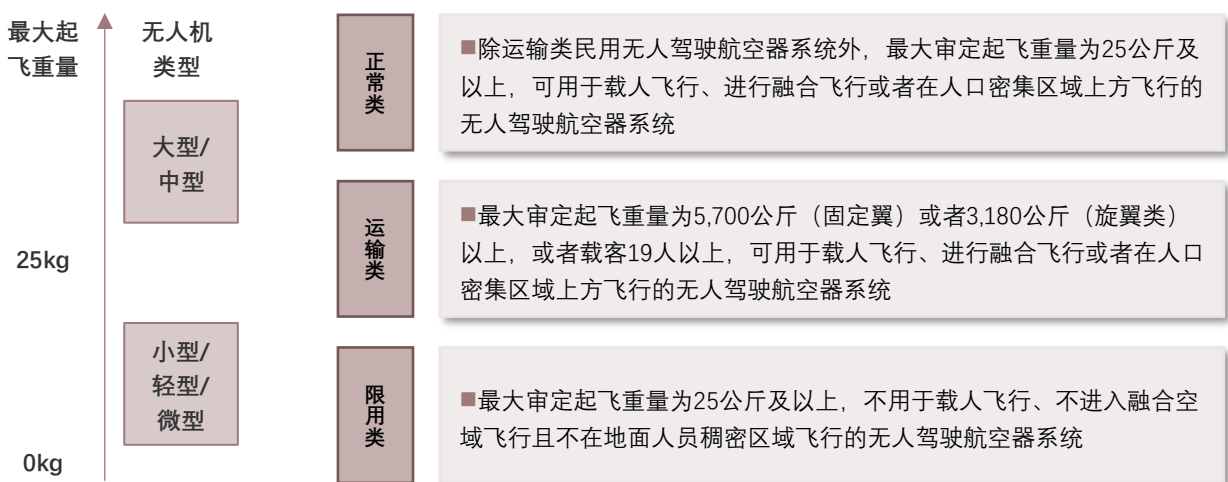 最大起
飞重量
无人机
类型
大型/
中型
25kg
小型/
轻型/
微型
0kg
正常类
■除运输类民用无人驾驶航空器系统外，最大审定起飞重量为25公斤及
以上，可用于载人飞行、进行融合飞行或者在人口密集区域上方飞行的
无人驾驶航空器系统
运输类
■最大审定起飞重量为5,700公斤（固定翼）或者3,180公斤（旋翼类）
以上，或者载客19人以上，可用于载人飞行、进行融合飞行或者在人口
密集区域上方飞行的无人驾驶航空器系统
限用类
■最大审定起飞重量为25公斤及以上，不用于载人飞行、不进入融合空
域飞行且不在地面人员稠密区域飞行的无人驾驶航空器系统